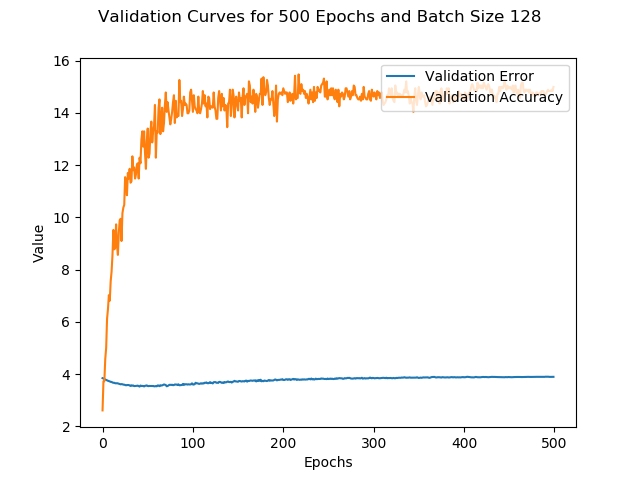 Validation Curves for 500 Epochs and Batch Size 128
16
14
12
10
8
6
4
2
Value
Validation Error
Validation Accuracy
0
100
200
300
400
500
Epochs